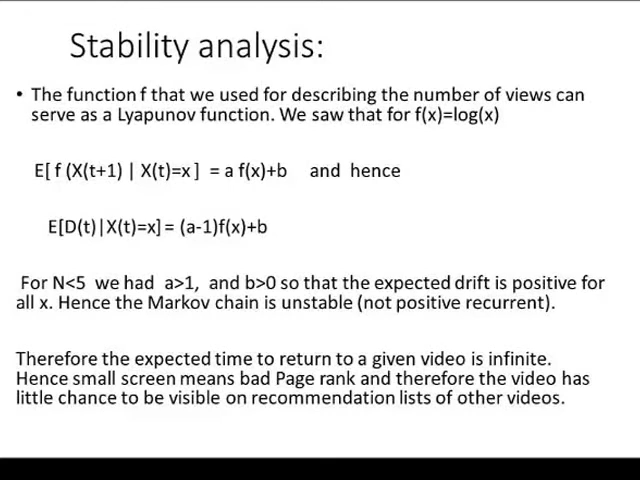 Stability analysis:
• The function f that we used for describing the number of views can
serve as a Lyapunov function. We saw that for f(x)=log(x)
E[ f (X(t+1) | X(t)=x ] = a f(x)+b and hence
E[D(t)|X(t)=x] = (a-1)f(x)+b
For N<5 we had a>1, and b>0 so that the expected drift is positive for
all x. Hence the Markov chain is unstable (not positive recurrent).
Therefore the expected time to return to a given video is infinite.
Hence small screen means bad Page rank and therefore the video has
little chance to be visible on recommendation lists of other videos.